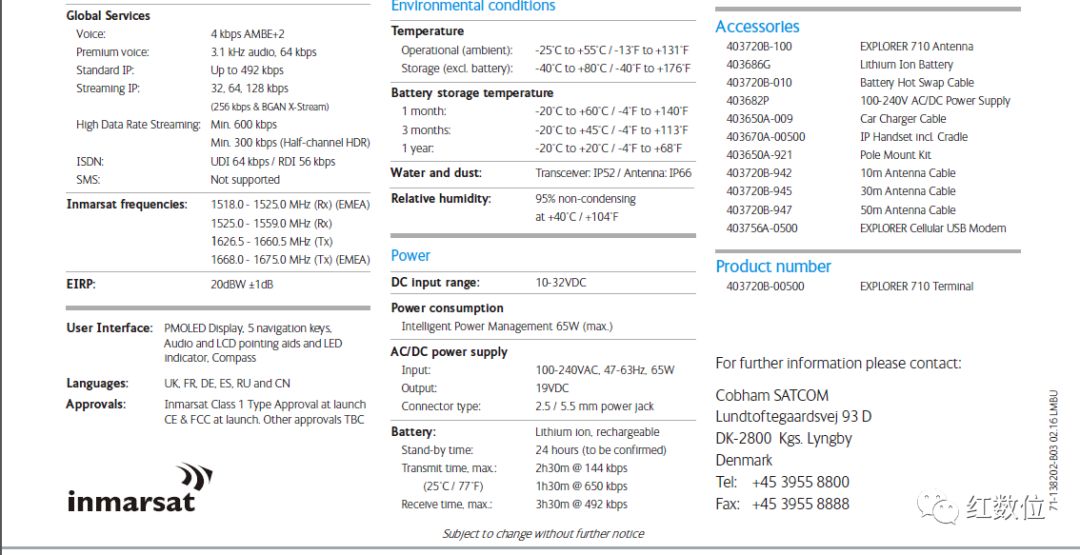 Global Services
Voice: 4 kbps AMBE+2
Premium voice: 3.1 kHz audio, 64 kbps
Standard IP: Up to 492 kbps
Streaming IP: 32, 64, 128 kbps
(256 kbps & BGAN X-Stream)
High Data Rate Streaming: Min. 600 kbps
Min. 300 kbps (Half-channel HDR)
ISDN: UDI 64 kbps / RDI 56 kbps
SMS: Not supported
Inmarsat frequencies: 1518.0 - 1525.0 MHz (Rx) (EMEA)
1525.0 - 1559.0 MHz (Rx)
1626.5 - 1660.5 MHz (Tx)
1668.0 - 1675.0 MHz (Tx) (EMEA)
EIRP: 20dBW ±1dB
User Interface: PMOLED Display, 5 navigation keys,
Audio and LCD pointing aids and LED
indicator, Compass
Languages: UK, FR, DE, ES, RU and CN
Approvals: Inmarsat Class 1 Type Approval at launch
CE & FCC at launch. Other approvals TBC
inmarsat
Environmental conditions
Temperature
Operational (ambient): -25°C to +55°C / -13°F to +131°F
Storage (excl. battery): -40°C to +80°C / -40°F to +176°F
Battery storage temperature
1 month: -20°C to +60°C / -4°F to +140°F
3 months: -20°C to +45°C / -4°F to +113°F
1 year: -20°C to +20°C / -4°F to +68°F
Water and dust: Transceiver: IP52 / Antenna: IP66
Relative humidity: 95% non-condensing
at +40°C / +104°F
Power
DC input range: 10-32VDC
Power consumption
Intelligent Power Management 65W (max.)
AC/DC power supply
Input: 100-240VAC, 47-63Hz, 65W
Output: 19VDC
Connector type: 2.5 / 5.5 mm power jack
Battery: Lithium ion, rechargeable
Stand-by time: 24 hours (to be confirmed)
Transmit time, max.: 2h30m @ 144 kbps
(25°C / 77°F) 1h30m @ 650 kbps
Receive time, max.: 3h30m @ 492 kbps
Subject to change without further notice
Accessories
403720B-100 EXPLORER 710 Antenna
403686G Lithium Ion Battery
403720B-010 Battery Hot Swap Cable
403682P 100-240V AC/DC Power Supply
403650A-009 Car Charger Cable
403670A-00500 IP Handset incl. Cradle
403650A-921 Pole Mount Kit
403720B-942 10m Antenna Cable
403720B-945 30m Antenna Cable
403720B-947 50m Antenna Cable
403756A-0500 EXPLORER Cellular USB Modem
Product number
403720B-00500 EXPLORER 710 Terminal
For further information please contact:
Cobham SATCOM
Lundtoftegaardsvej 93 D
DK-2800 Kgs. Lyngby
Denmark
Tel: +45 3955 8800
Fax: +45 3955 8888
71-138202-B03 02.16 LMBU
红数位